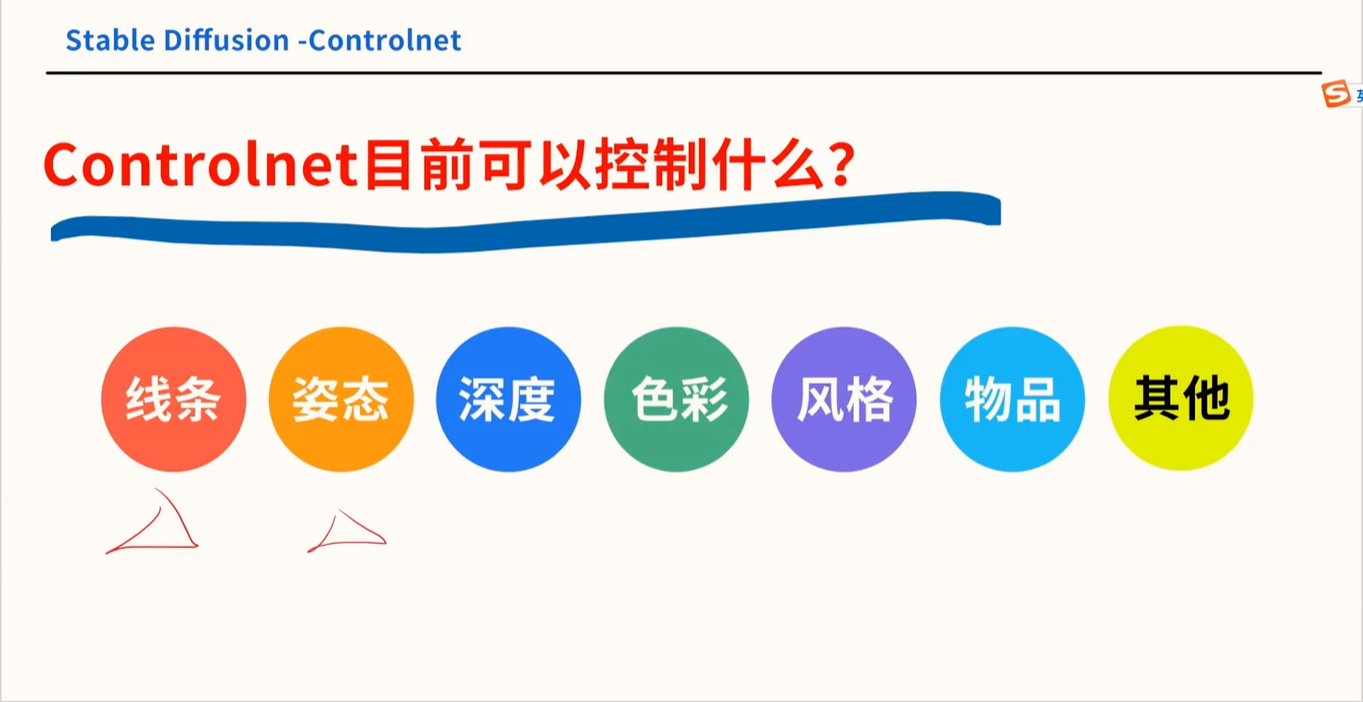 Stable Diffusion -Controlnet
Controlnet目前可以控制什么?
线条 姿态 深度 色彩 风格 物品 其他